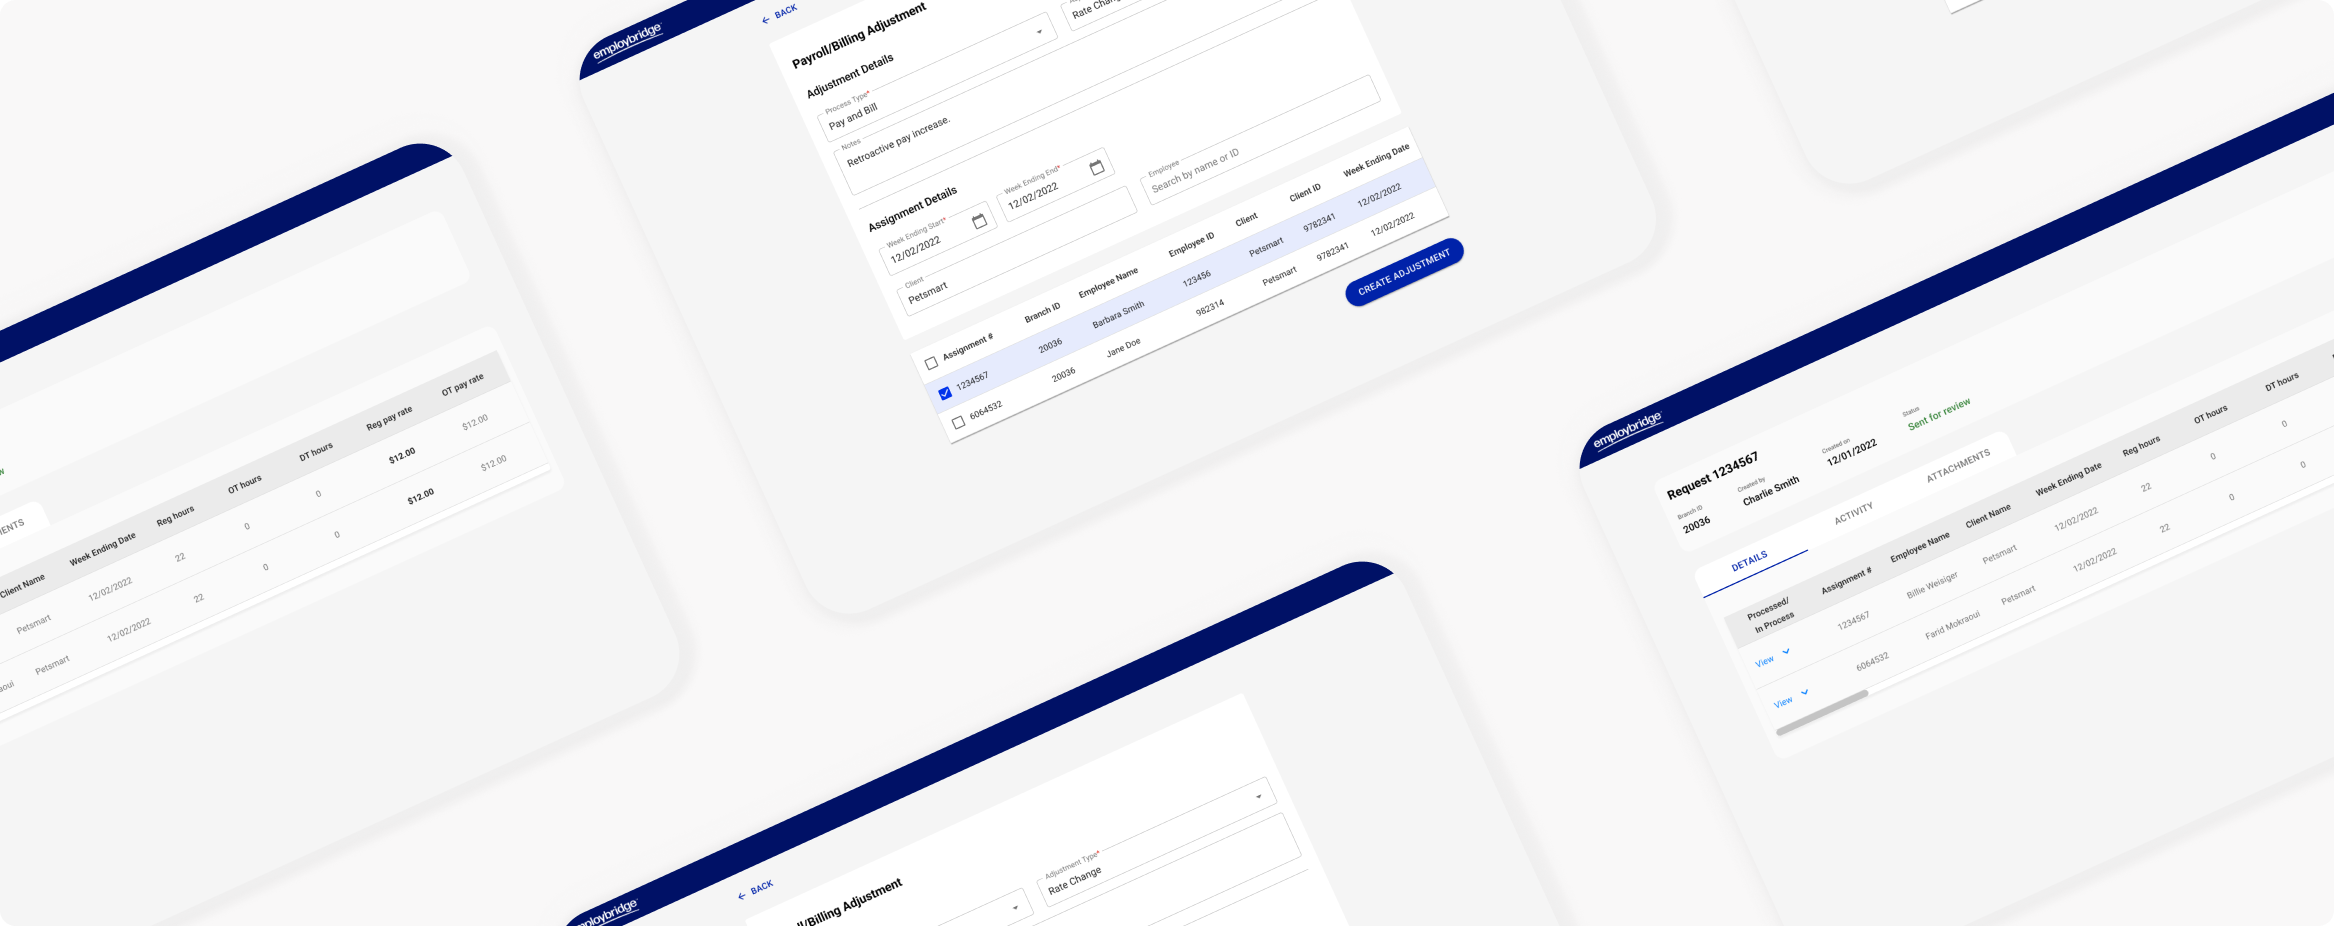 employbridge
BACK
Payroll/Billing Adjustment
Adjustment Details
Process Type*
Pay and Bill
Rate
Notes
Retroactive pay increase.
Assignment Details
Week Ending Start*
12/02/2022
Week Ending End*
12/02/2022
Client
Petsmart
Employee
Search by name or ID
Assignment # Branch ID Employee Name Employee ID Client Client ID Week Ending Date
1234567 20036 Barbara Smith 123456 Petsmart 9782341 12/02/2022
6064532 20036 Jane Doe 982314 Petsmart 9782341 12/02/2022
CREATE ADJUSTMENT
Client Name Week Ending Date Reg hours OT hours DT hours Reg pay rate OT pay rate
Petsmart 12/02/2022 22 0 0 $12.00 $12.00
Petsmart 12/02/2022 22 0 0 $12.00 $12.00
employbridge
Request 1234567
Branch ID
20036
Created by
Charlie Smith
Created on
12/01/2022
Status
Sent for review
DETAILS
ACTIVITY
ATTACHMENTS
Processed/
In Process
Assignment # Employee Name Client Name Week Ending Date Reg hours OT hours DT hours
View 1234567 Billie Weisiger Petsmart 12/02/2022 22 0 0
View 6064532 Farid Mokraoui Petsmart 12/02/2022 22 0 0
BACK
/Billing Adjustment
Adjustment Type*
Rate Change